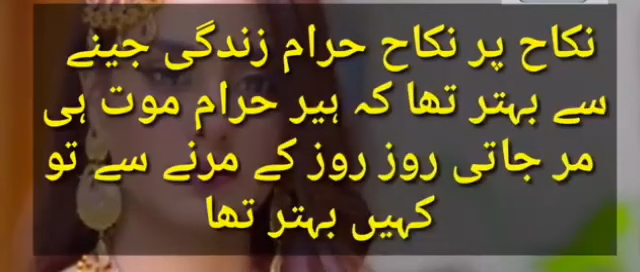 نکاح پر نکاح حرام زندگی جینے
سے بہتر تھا کہ ہیر حرام موت ہی
مر جاتی روز روز کے مرنے سے تو
کہیں بہتر تھا